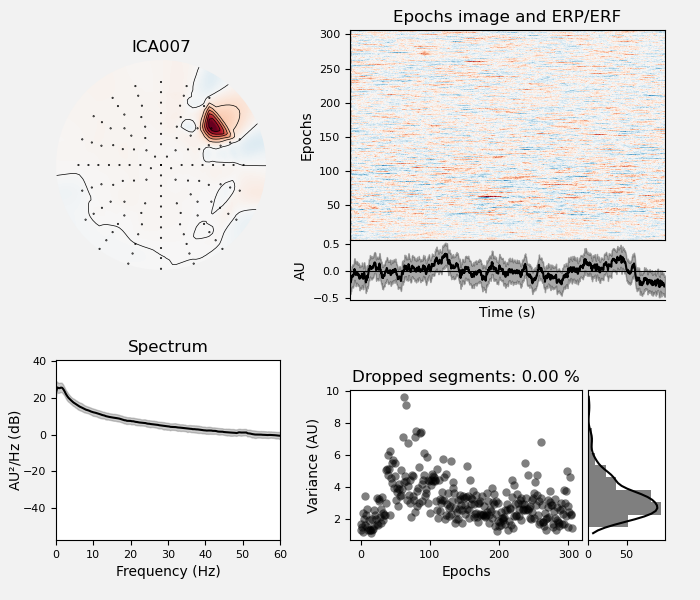 ICA007
Epochs image and ERP/ERF
300
250
200
150
100
50
Epochs
0.5
0.0
−0.5
AU
Time (s)
Spectrum
40
20
0
−20
−40
AU²/Hz (dB)
0 10 20 30 40 50 60
Frequency (Hz)
Dropped segments: 0.00 %
10
8
6
4
2
Variance (AU)
0 100 200 300
Epochs
0 50